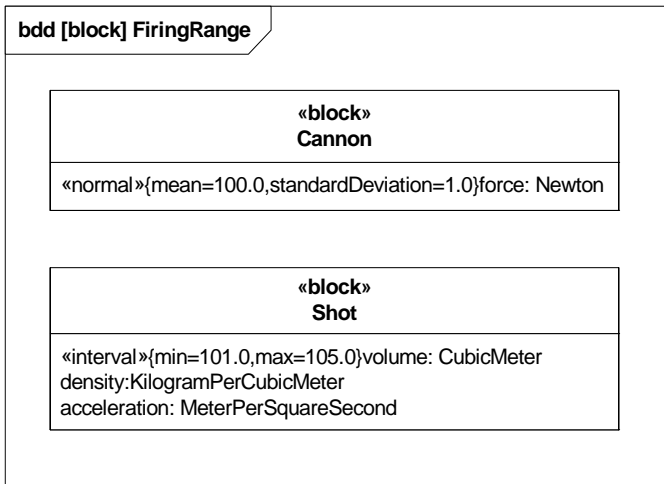 bdd [block] FiringRange
«block»
Cannon
«normal»{mean=100.0,standardDeviation=1.0}force: Newton
«block»
Shot
«interval»{min=101.0,max=105.0}volume: CubicMeter
density:KilogramPerCubicMeter
acceleration: MeterPerSquareSecond